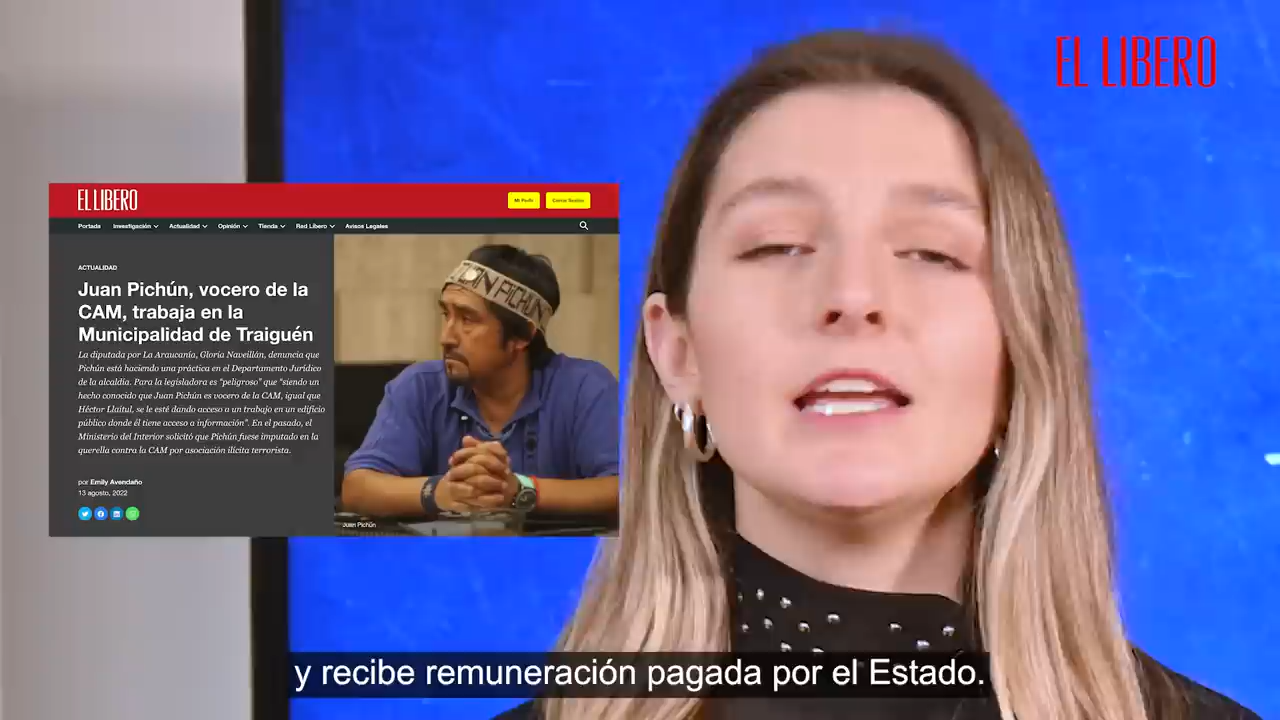 EL LIBERO
EL LIBERO
Mi Perfil
Cerrar Sesión
Portada Investigación Actualidad Opinión Tienda Red Líbero Avisos Legales
ACTUALIDAD
Juan Pichún, vocero de la
CAM, trabaja en la
Municipalidad de Traiguén
La diputada por La Araucanía, Gloria Naveillán, denuncia que
Pichún está haciendo una práctica en el Departamento Jurídico
de la alcaldía. Para la legisladora es “peligroso” que “siendo un
hecho conocido que Juan Pichún es vocero de la CAM, igual que
Héctor Llaitul, se le esté dando acceso a un trabajo en un edificio
público donde él tiene acceso a información”. En el pasado, el
Ministerio del Interior solicitó que Pichún fuese imputado en la
querella contra la CAM por asociación ilícita terrorista.
por Emily Avendaño
13 agosto, 2022
Juan Pichún
y recibe remuneración pagada por el Estado.